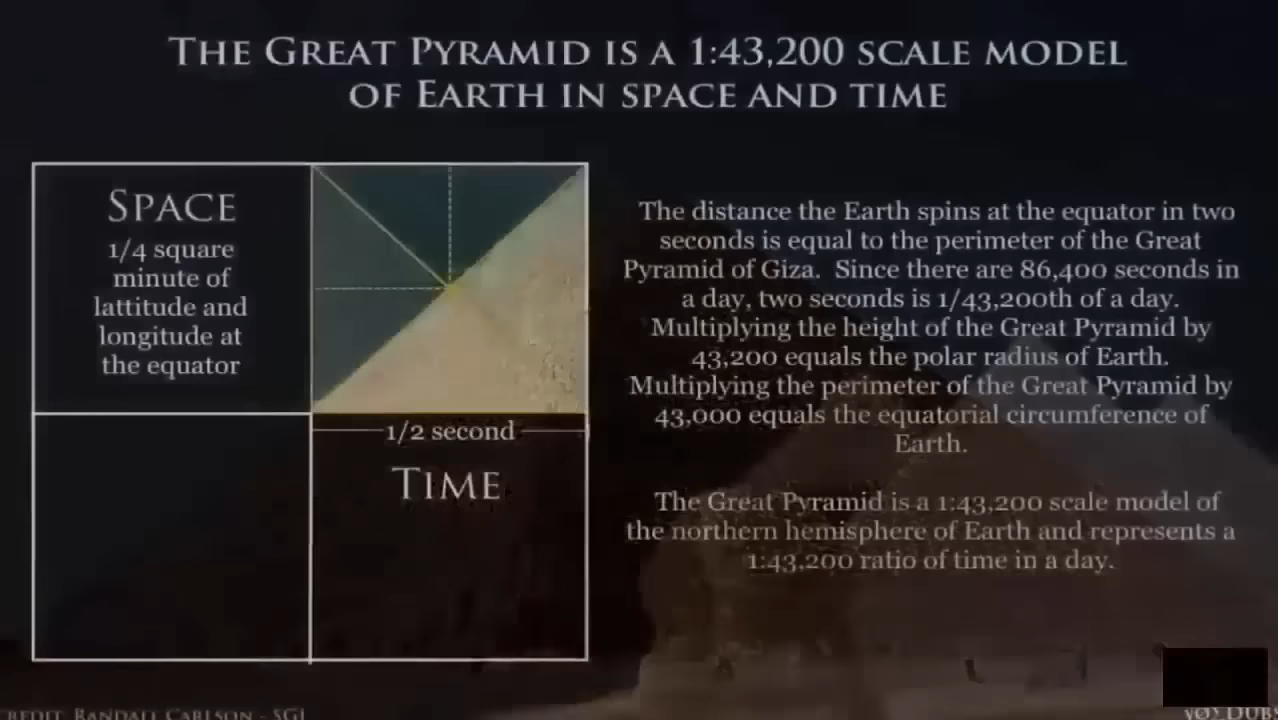 THE GREAT PYRAMID IS A 1:43,200 SCALE MODEL
OF EARTH IN SPACE AND TIME
SPACE
1/4 square
minute of
lattitude and
longitude at
the equator
1/2 second
TIME
The distance the Earth spins at the equator in two
seconds is equal to the perimeter of the Great
Pyramid of Giza. Since there are 86,400 seconds in
a day, two seconds is 1/43,200th of a day.
Multiplying the height of the Great Pyramid by
43,200 equals the polar radius of Earth.
Multiplying the perimeter of the Great Pyramid by
43,000 equals the equatorial circumference of
Earth.
The Great Pyramid is a 1:43,200 scale model of
the northern hemisphere of Earth and represents a
1:43,200 ratio of time in a day.
RANDALL CARLSON - SGI